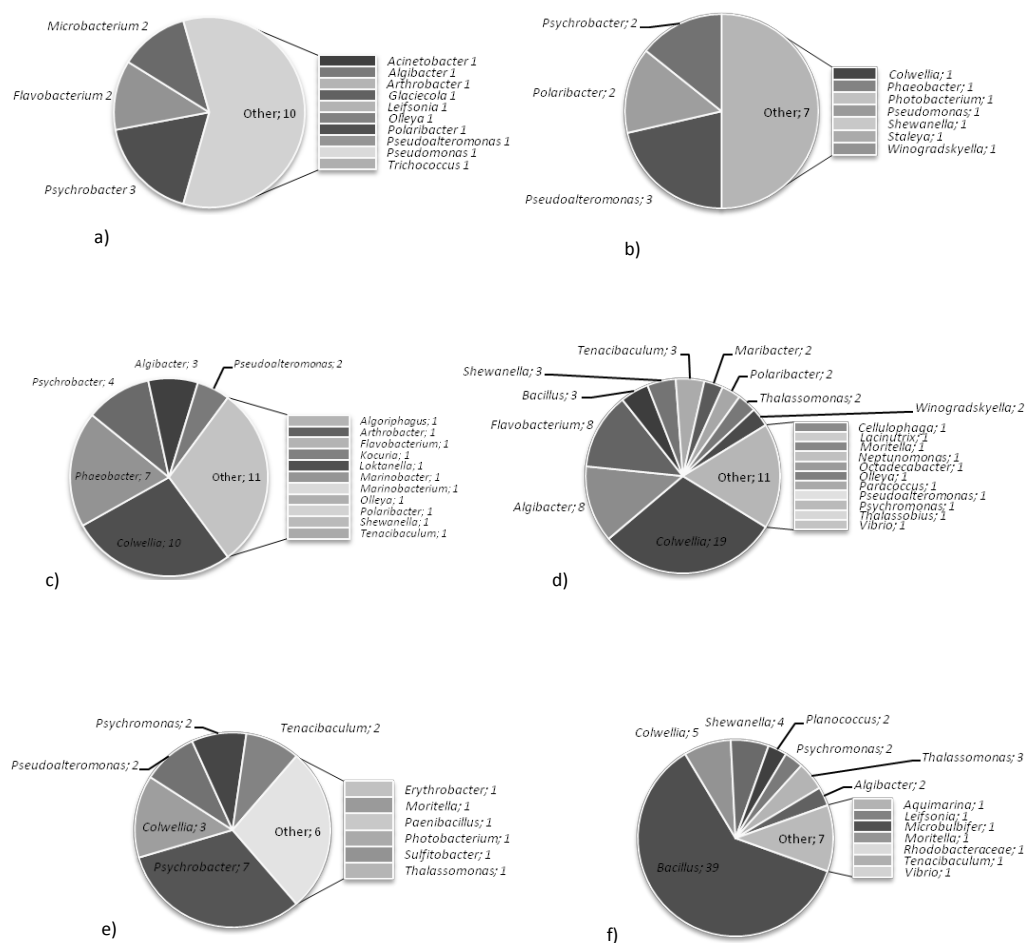 Microbacterium 2
Flavobacterium 2
Psychrobacter 3
Other; 10
Acinetobacter 1
Algibacter 1
Arthrobacter 1
Glaciecola 1
Leifsonia 1
Olleya 1
Polaribacter 1
Pseudoalteromonas 1
Pseudomonas 1
Trichococcus 1
a)
Psychrobacter; 2
Polaribacter; 2
Pseudoalteromonas; 3
Other; 7
Colwellia; 1
Phaeobacter; 1
Photobacterium; 1
Pseudomonas; 1
Shewanella; 1
Staleya; 1
Winogradskyella; 1
b)
Algibacter; 3
Pseudoalteromonas; 2
Psychrobacter; 4
Phaeobacter; 7
Colwellia; 10
Other; 11
Algoriphagus; 1
Arthrobacter; 1
Flavobacterium; 1
Kocuria; 1
Loktanella; 1
Marinobacter; 1
Marinobacterium; 1
Olleya; 1
Polaribacter; 1
Shewanella; 1
Tenacibaculum; 1
c)
Tenacibaculum; 3
Maribacter; 2
Shewanella; 3
Polaribacter; 2
Bacillus; 3
Thalassomonas; 2
Winogradskyella; 2
Flavobacterium; 8
Algibacter; 8
Colwellia; 19
Other; 11
Cellulophaga; 1
Lacinutrix; 1
Moritella; 1
Neptunomonas; 1
Octadecabacter; 1
Olleya; 1
Paracoccus; 1
Pseudoalteromonas; 1
Psychromonas; 1
Thalassobius; 1
Vibrio; 1
d)
Psychromonas; 2
Tenacibaculum; 2
Pseudoalteromonas; 2
Colwellia; 3
Psychrobacter; 7
Other; 6
Erythrobacter; 1
Moritella; 1
Paenibacillus; 1
Photobacterium; 1
Sulfitobacter; 1
Thalassomonas; 1
e)
Shewanella; 4
Planococcus; 2
Colwellia; 5
Psychromonas; 2
Thalassomonas; 3
Algibacter; 2
Other; 7
Bacillus; 39
Aquimarina; 1
Leifsonia; 1
Microbulbifer; 1
Moritella; 1
Rhodobacteraceae; 1
Tenacibaculum; 1
Vibrio; 1
f)